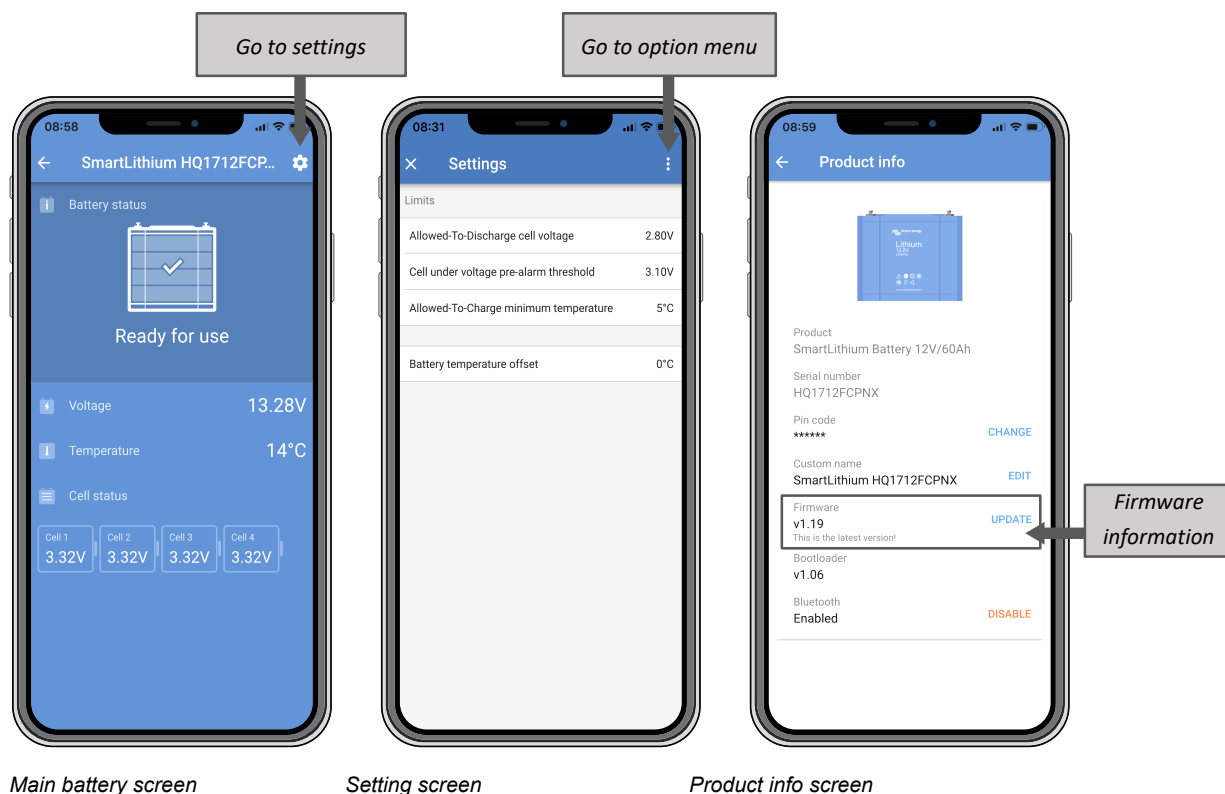 Go to settings
Go to option menu
08:58
SmartLithium HQ1712FCP...
Battery status
Ready for use
Voltage 13.28V
Temperature 14°C
Cell status
Cell 1 Cell 2 Cell 3 Cell 4
3.32V 3.32V 3.32V 3.32V
08:31
Settings
Limits
Allowed-To-Discharge cell voltage 2.80V
Cell under voltage pre-alarm threshold 3.10V
Allowed-To-Charge minimum temperature 5°C
Battery temperature offset 0°C
08:59
Product info
Lithium
Product
SmartLithium Battery 12V/60Ah
Serial number
HQ1712FCPNX
Pin code
****** CHANGE
Custom name
SmartLithium HQ1712FCPNX EDIT
Firmware
v1.19 UPDATE
This is the latest version!
Bootloader
v1.06
Bluetooth
Enabled DISABLE
Firmware
information
Main battery screen
Setting screen
Product info screen